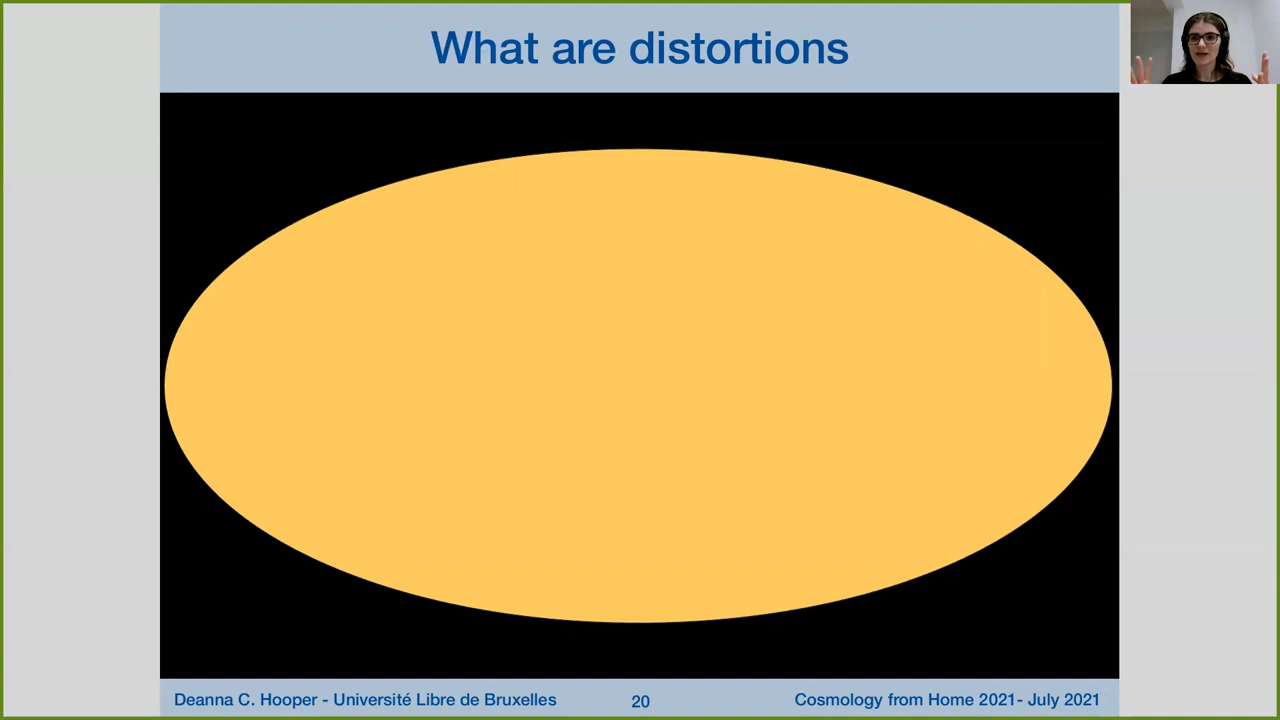 What are distortions
Deanna C. Hooper - Université Libre de Bruxelles
20
Cosmology from Home 2021- July 2021